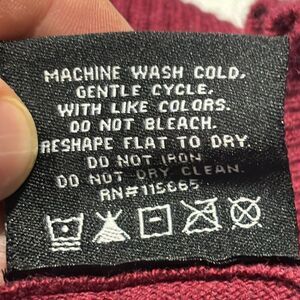 MACHINE WASH COLD,
GENTLE CYCLE,
WITH LIKE COLORS.
DO NOT BLEACH.
RESHAPE FLAT TO DRY.
DO NOT IRON
DO NOT DRY CLEAN.
RN#115665